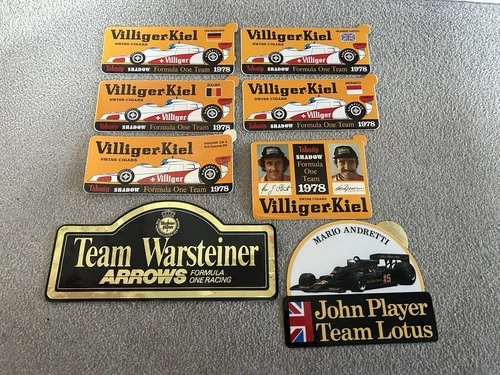 Villiger Kiel
SWISS CIGARS
Villiger
Tabatip SHADOW Formula One Team 1978
Villiger Kiel
SWISS CIGARS
Villiger
Tabatip SHADOW Formula One Team 1978
Villiger Kiel
SWISS CIGARS
Villiger
Tabatip SHADOW Formula One Team 1978
Villiger Kiel
MONACO
SWISS CIGARS
Villiger
Tabatip SHADOW Formula One Team 1978
Villiger Kiel
SWISS CIGARS
Villiger
Tabatip SHADOW Formula One Team 1978
Tabatip
SHADOW
Formula
One
Team
1978
Villiger Kiel
Team Warsteiner
ARROWS FORMULA
ONE RACING
MARIO ANDRETTI
John Player
Team Lotus